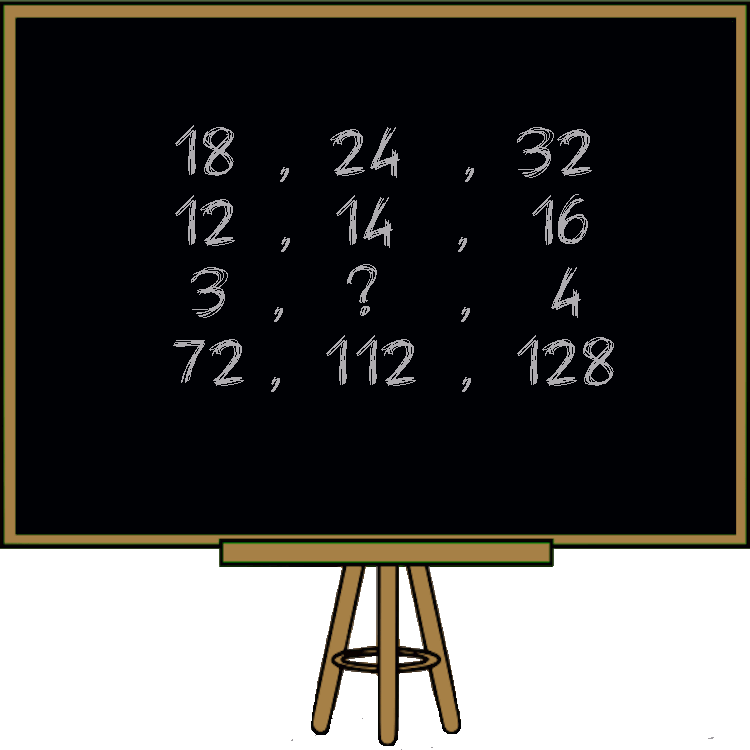 18 , 24 , 32
12 , 14 , 16
3 , ? , 4
72 , 112 , 128